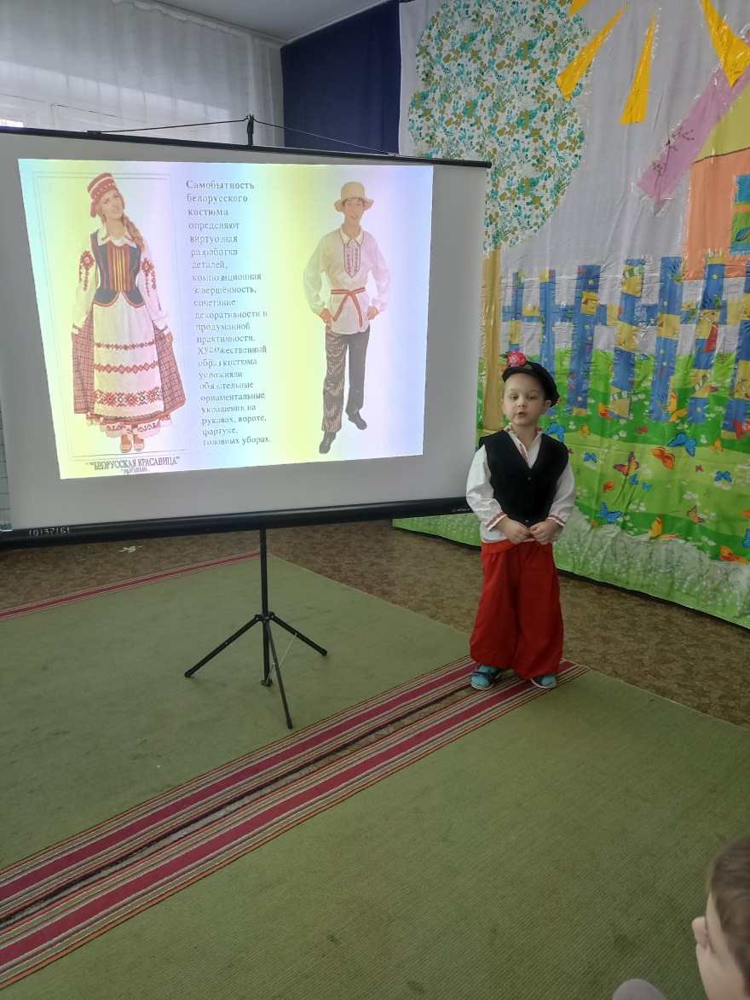 Самобытность
белорусского
костюма
определяют
виртуозная
разработка
деталей,
композиционная
завершённость,
сочетание
декоративности и
продуманной
практичности.
Художественный
образ костюма
усложняли
обязательные
орнаментальные
украшения на
рукавах, вороте,
фартуке,
головных уборах.
"БЕЛОРУССКАЯ КРАСАВИЦА"
10137161